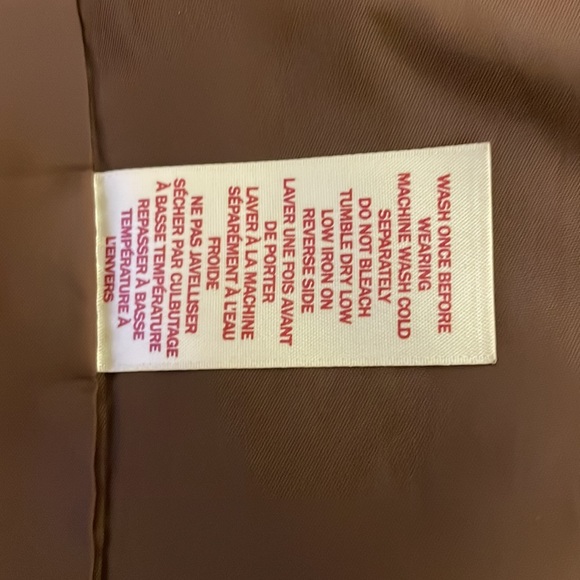 WASH ONCE BEFORE
WEARING
MACHINE WASH COLD
SEPARATELY
DO NOT BLEACH
TUMBLE DRY LOW
LOW IRON ON
REVERSE SIDE
LAVER UNE FOIS AVANT
DE PORTER
LAVER À LA MACHINE
SÉPARÉMENT À L'EAU
FROIDE
NE PAS JAVELLISER
SÉCHER PAR CULBUTAGE
À BASSE TEMPÉRATURE
REPASSER À BASSE
TEMPÉRATURE À
L'ENVERS